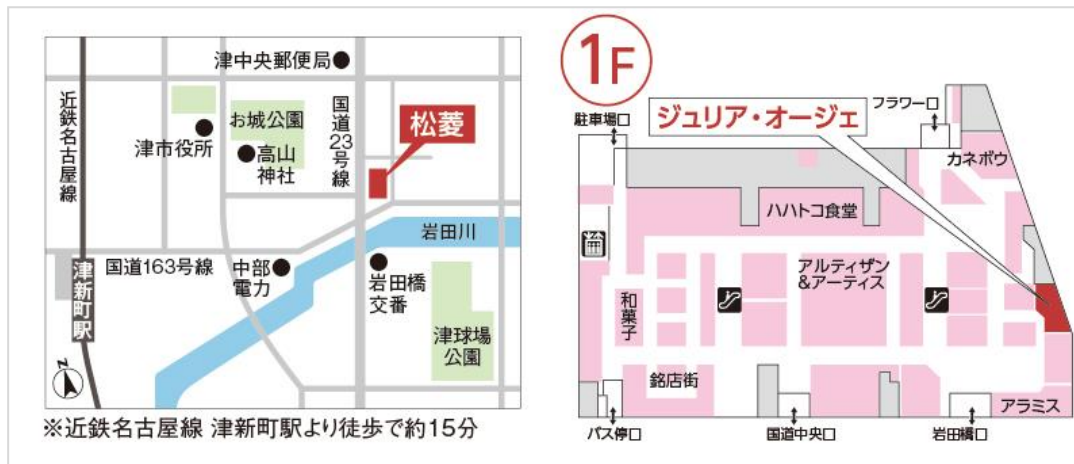 津中央郵便局
近鉄名古屋線
お城公園
国道23号線
松菱
津市役所
高山
神社
岩田川
国道163号線
中部
電力
岩田橋
交番
津新町駅
津球場
公園
N
※近鉄名古屋線 津新町駅より徒歩で約15分
1F
フラワー口
駐車場口
ジュリア・オージェ
カネボウ
ハハトコ食堂
アルティザン
&アーティス
和菓子
銘店街
アラミス
バス停口
国道中央口
岩田橋口